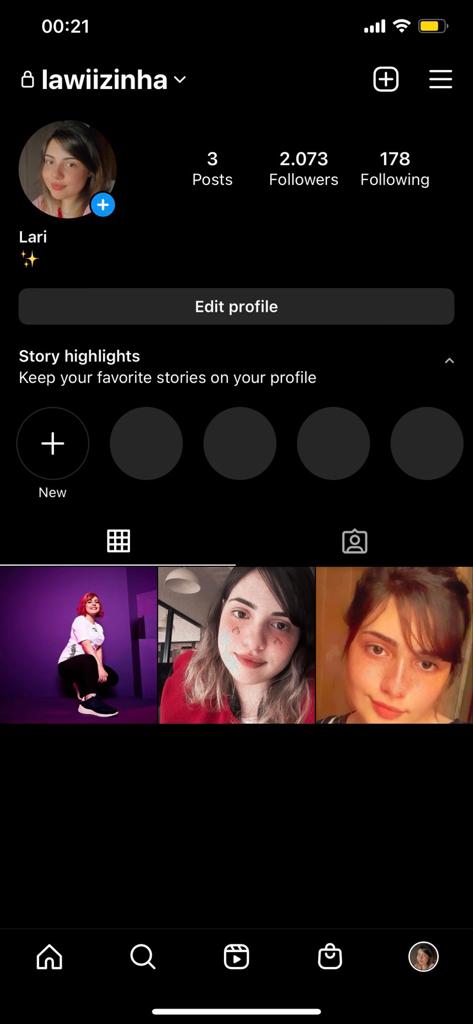 00:21
lawiizinha
3 2.073 178
Posts Followers Following
Lari
✨
Edit profile
Story highlights
Keep your favorite stories on your profile
New